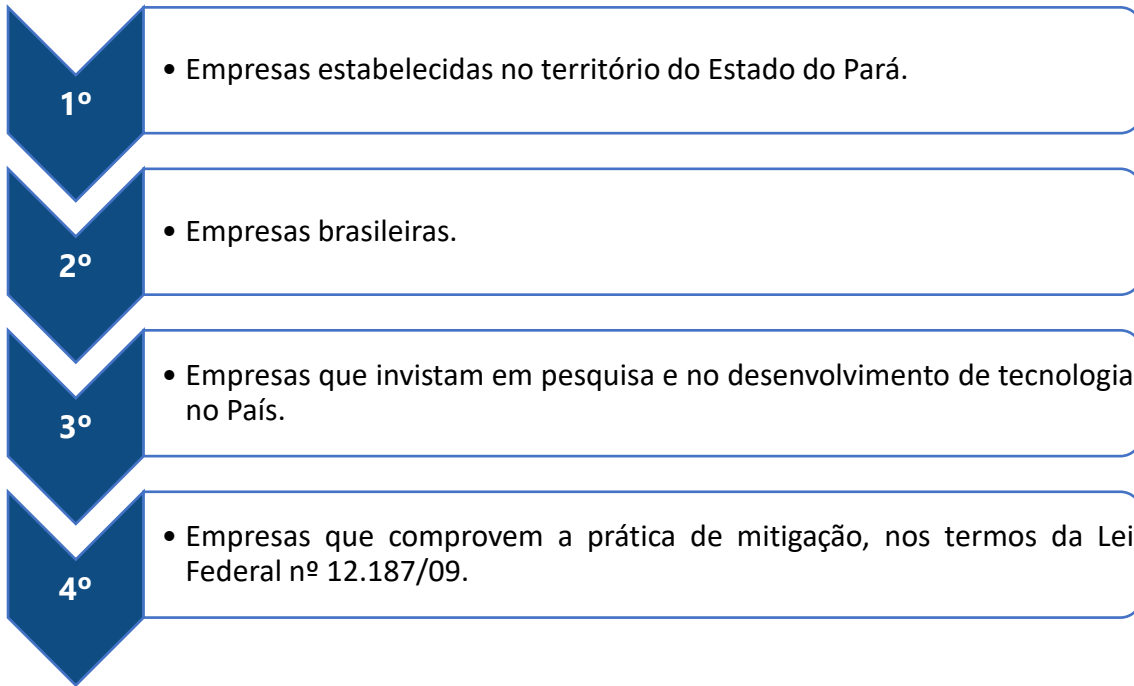 1º
• Empresas estabelecidas no território do Estado do Pará.
2º
• Empresas brasileiras.
3º
• Empresas que invistam em pesquisa e no desenvolvimento de tecnologia
no País.
4º
• Empresas que comprovem a prática de mitigação, nos termos da Lei
Federal nº 12.187/09.